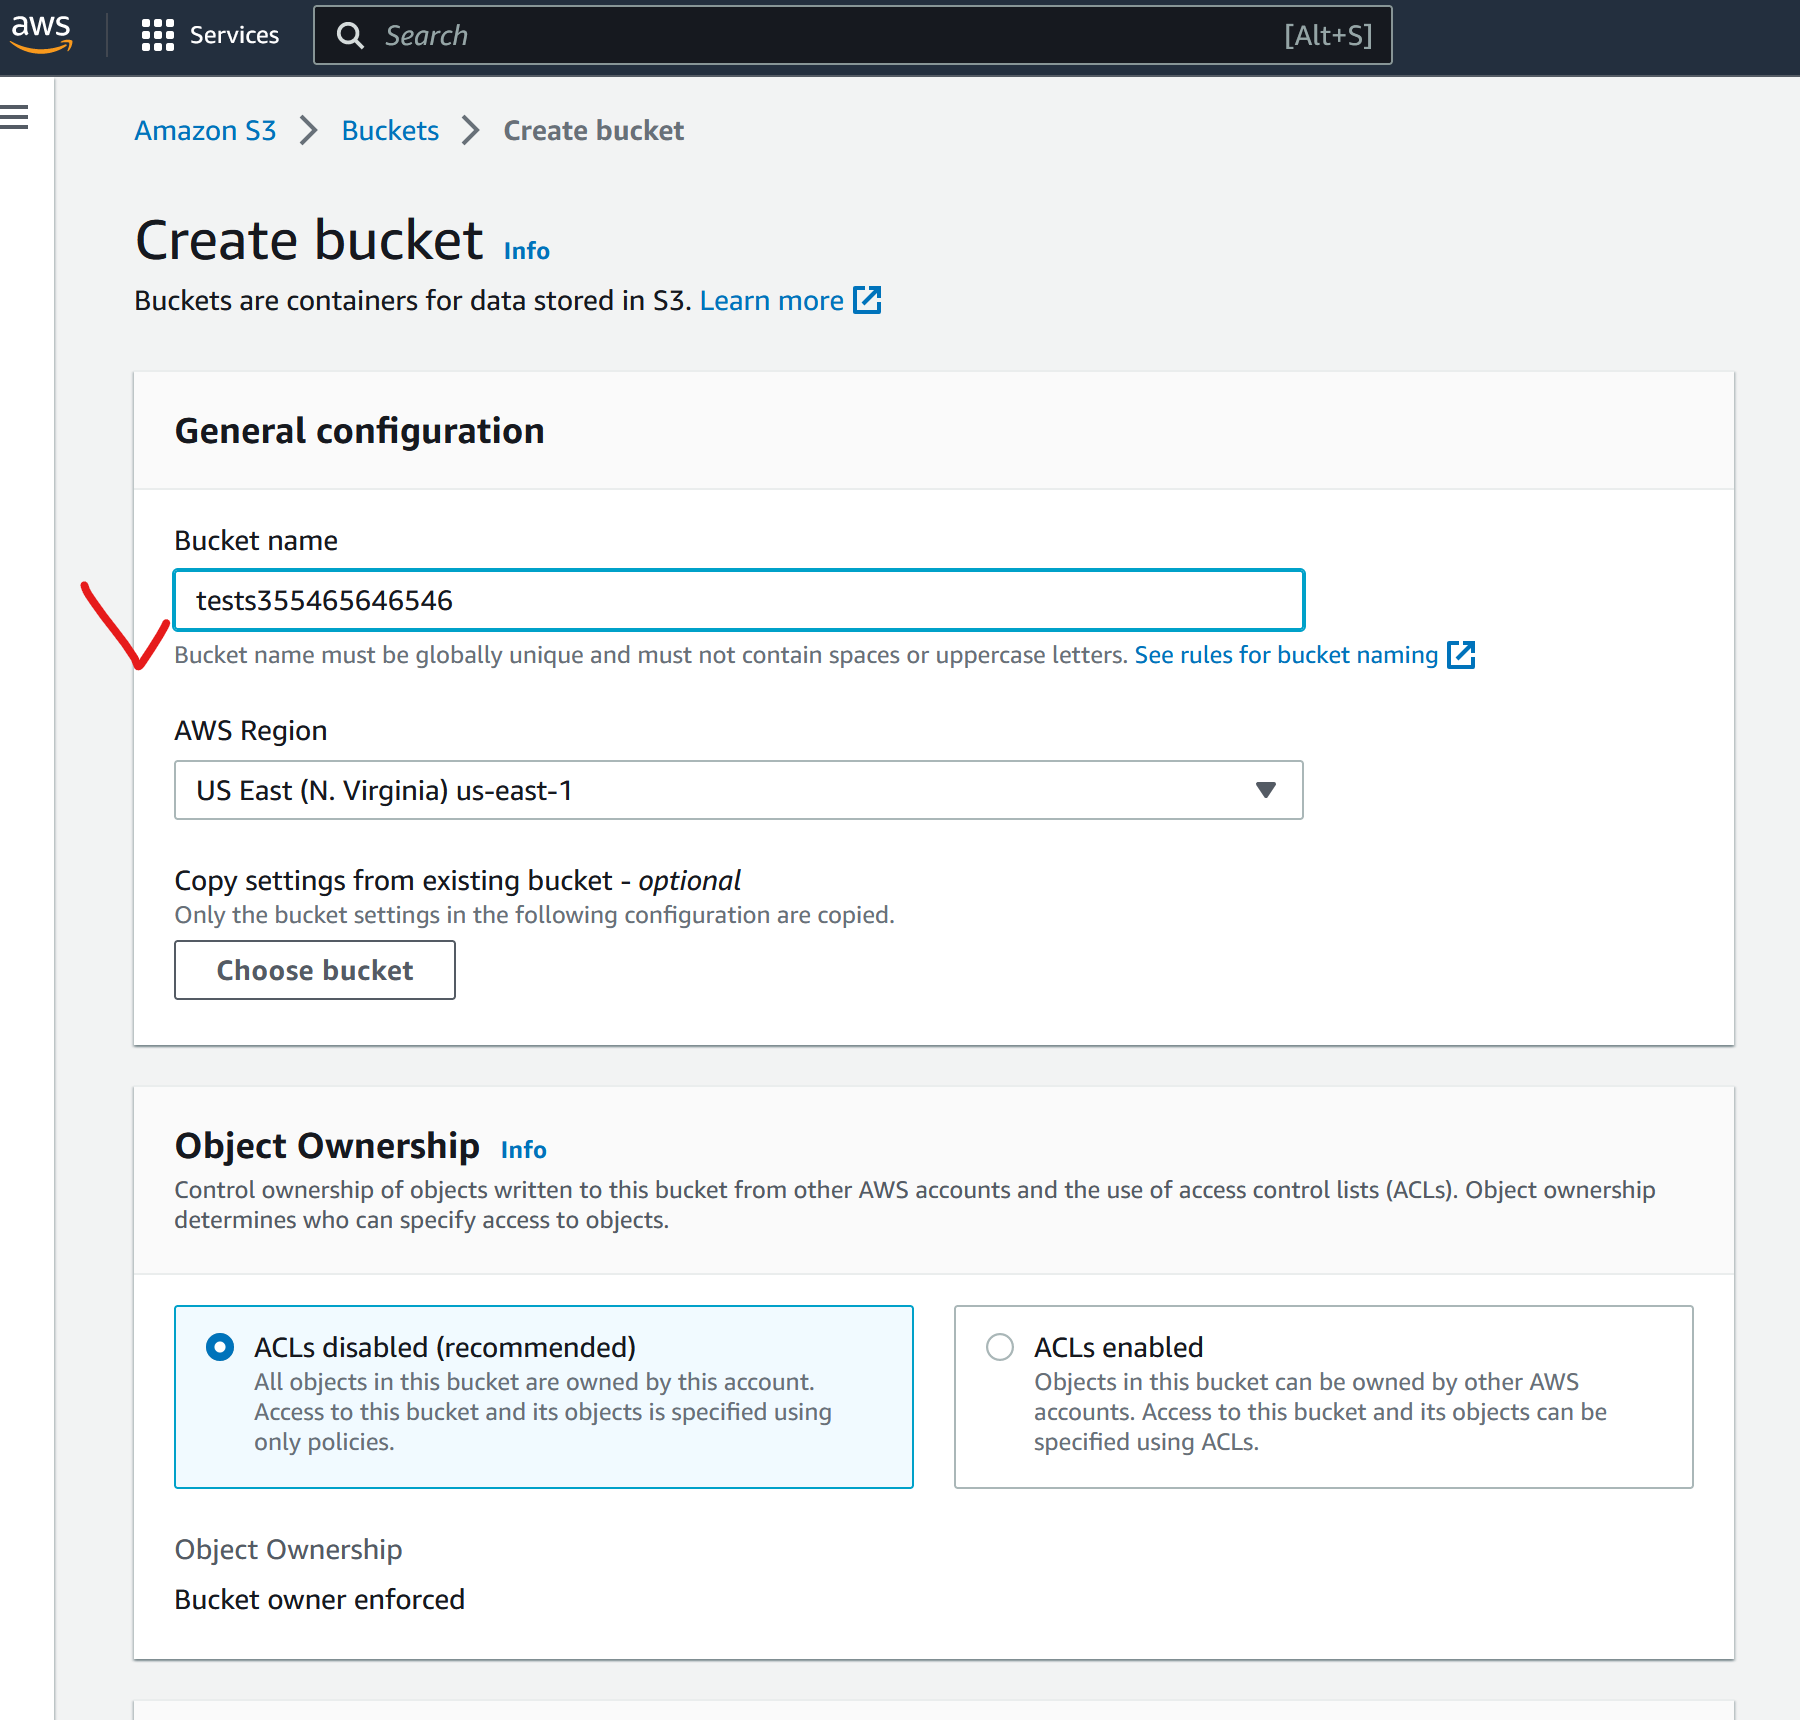 aws Services Search [Alt+S]
Amazon S3 Buckets Create bucket
Create bucket Info
Buckets are containers for data stored in S3. Learn more
General configuration
Bucket name
tests355465646546
Bucket name must be globally unique and must not contain spaces or uppercase letters. See rules for bucket naming
AWS Region
US East (N. Virginia) us-east-1
Copy settings from existing bucket - optional
Only the bucket settings in the following configuration are copied.
Choose bucket
Object Ownership Info
Control ownership of objects written to this bucket from other AWS accounts and the use of access control lists (ACLs). Object ownership
determines who can specify access to objects.
ACLs disabled (recommended)
All objects in this bucket are owned by this account.
Access to this bucket and its objects is specified using
only policies.
ACLs enabled
Objects in this bucket can be owned by other AWS
accounts. Access to this bucket and its objects can be
specified using ACLs.
Object Ownership
Bucket owner enforced